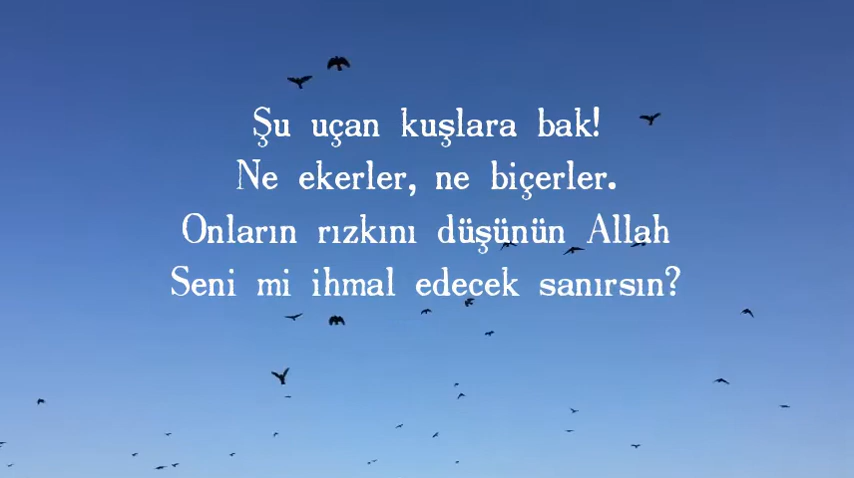 Şu uçan kuşlara bak!
Ne ekerler, ne biçerler.
Onların rızkını düşünün Allah
Seni mi ihmal edecek sanırsın?